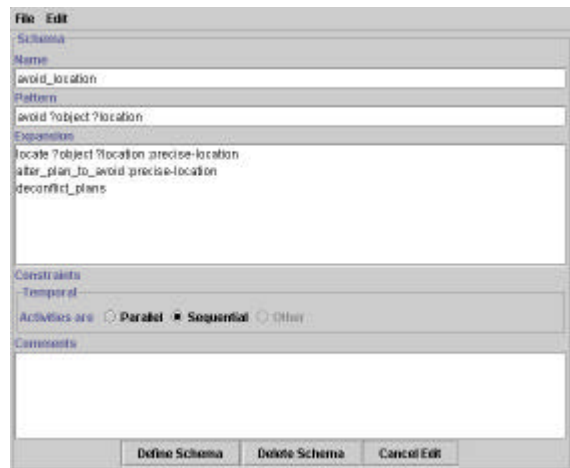 File Edit
Schema
Name
avoid_location
Pattern
avoid ?object ?location
Expansion
locate ?object ?location :precise-location
alter_plan_to_avoid :precise-location
deconflict_plans
Constraints
Temporal
Activities are Parallel Sequential Other
Comments
Define Schema Delete Schema Cancel Edit